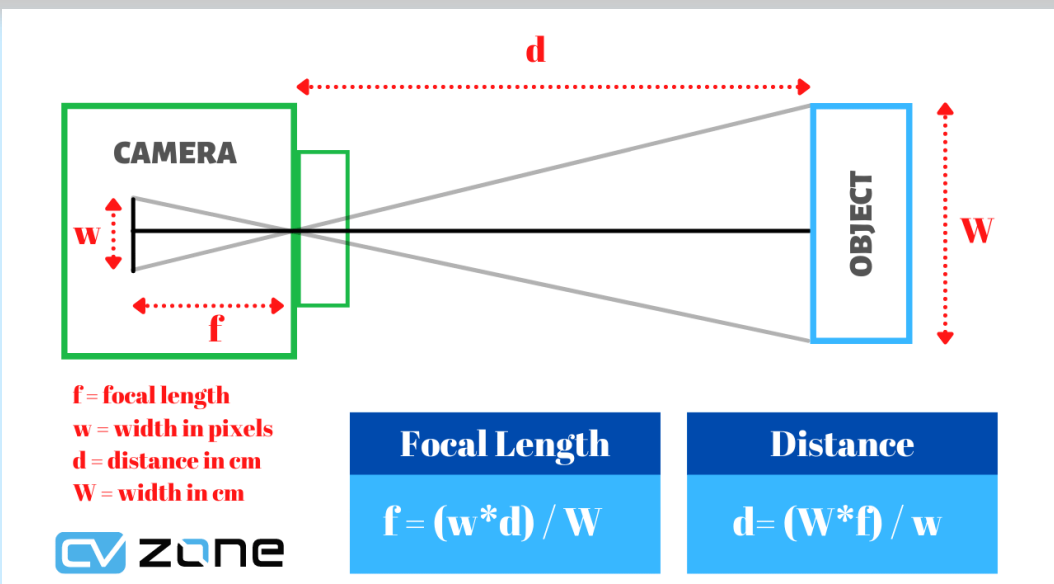 d
CAMERA
w
f
OBJECT
W
f = focal length
w = width in pixels
d = distance in cm
W = width in cm
Focal Length
f = (w*d) / W
Distance
d= (W*f) / w
CV ZONE